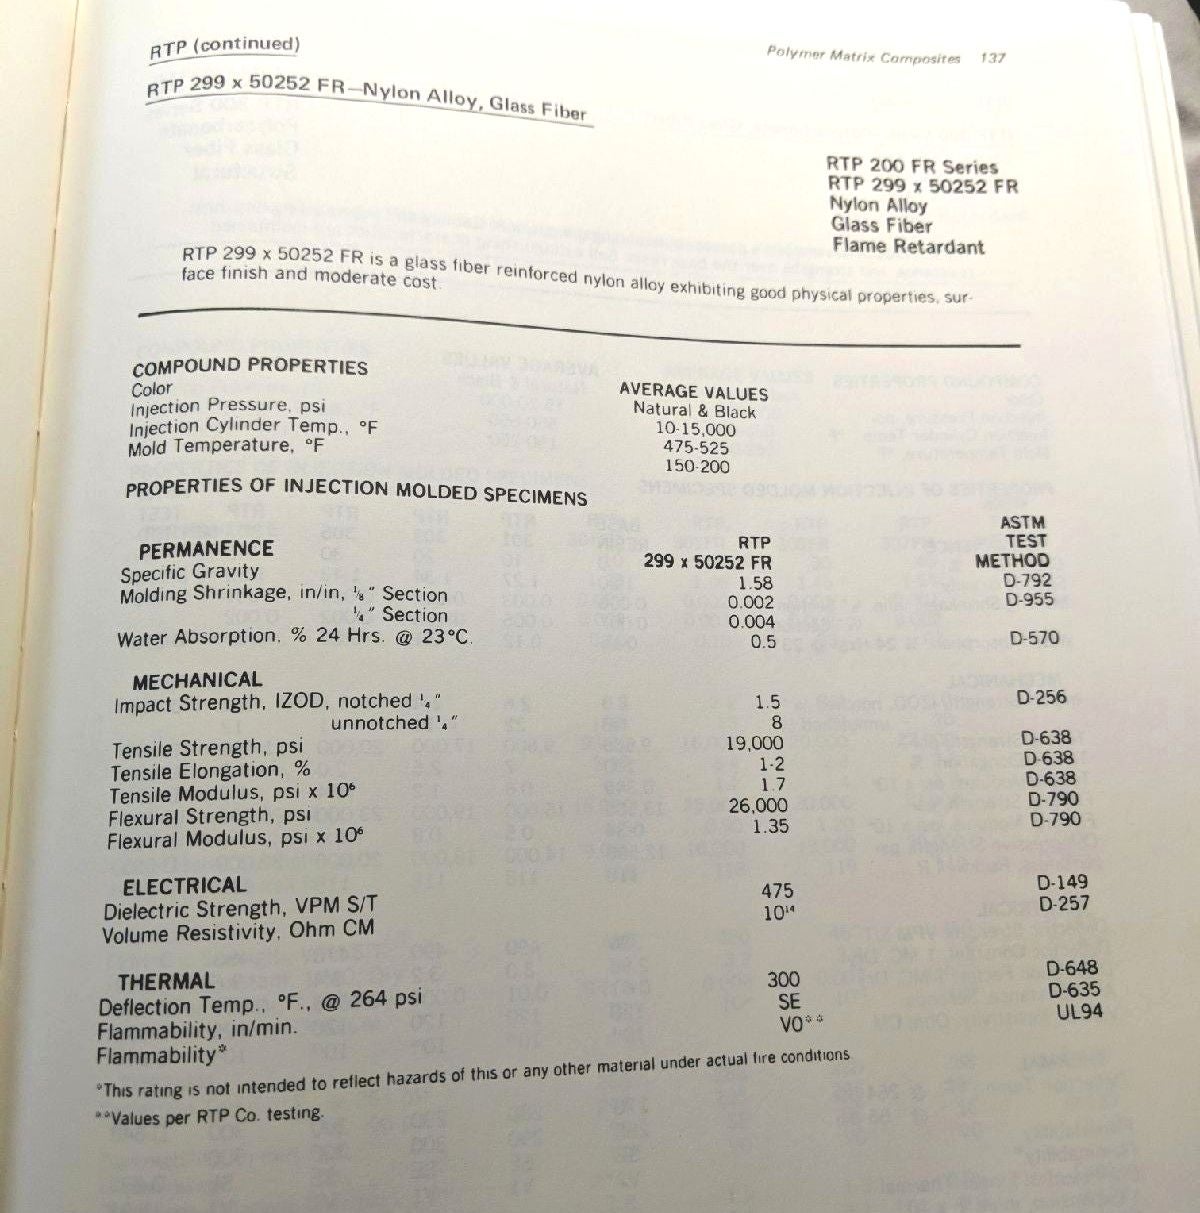 RTP (continued)
Polymer Matrix Composites 137
RTP 299 x 50252 FR—Nylon Alloy, Glass Fiber
RTP 200 FR Series
RTP 299 x 50252 FR
Nylon Alloy
Glass Fiber
Flame Retardant
RTP 299 x 50252 FR is a glass fiber reinforced nylon alloy exhibiting good physical properties, sur-
face finish and moderate cost.
COMPOUND PROPERTIES AVERAGE VALUES
Color Natural & Black
Injection Pressure, psi 10-15,000
Injection Cylinder Temp., °F 475-525
Mold Temperature, °F 150-200
PROPERTIES OF INJECTION MOLDED SPECIMENS
ASTM
RTP TEST
PERMANENCE 299 x 50252 FR METHOD
Specific Gravity 1.58 D-792
Molding Shrinkage, in/in, ⅛″ Section 0.002 D-955
¼″ Section 0.004
Water Absorption, % 24 Hrs. @ 23°C. 0.5 D-570
MECHANICAL
Impact Strength, IZOD, notched ¼″ 1.5 D-256
unnotched ¼″ 8
Tensile Strength, psi 19,000 D-638
Tensile Elongation, % 1-2 D-638
Tensile Modulus, psi x 10⁶ 1.7 D-638
Flexural Strength, psi 26,000 D-790
Flexural Modulus, psi x 10⁶ 1.35 D-790
ELECTRICAL
Dielectric Strength, VPM S/T 475 D-149
Volume Resistivity, Ohm CM 10¹⁴ D-257
THERMAL
Deflection Temp., °F., @ 264 psi 300 D-648
Flammability, in/min. SE D-635
Flammability* VO** UL94
*This rating is not intended to reflect hazards of this or any other material under actual fire conditions
**Values per RTP Co. testing.